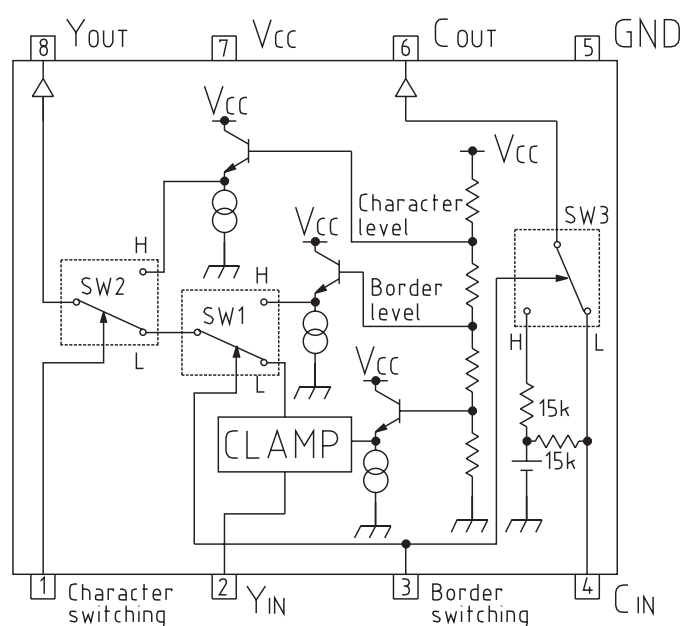 8 YOUT 7 VCC 6 COUT 5 GND
VCC
VCC
Character
level
SW3
VCC
H
H
SW2
SW1
Border
level
L
L
H L
VCC
CLAMP
15k
15k
1 Character
switching
2 YIN
3 Border
switching
4 CIN